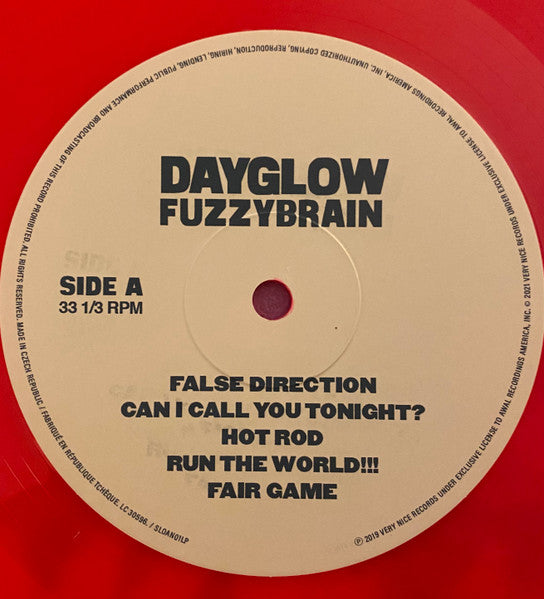 DAYGLOW
FUZZYBRAIN
SIDE A
33 1/3 RPM
FALSE DIRECTION
CAN I CALL YOU TONIGHT?
HOT ROD
RUN THE WORLD!!!
FAIR GAME
℗ 2019 VERY NICE RECORDS UNDER EXCLUSIVE LICENSE TO AWAL RECORDINGS AMERICA, INC. © 2021 VERY NICE RECORDS UNDER EXCLUSIVE LICENSE TO AWAL RECORDINGS AMERICA, INC. UNAUTHORIZED COPYING, REPRODUCTION, HIRING, LENDING, PUBLIC PERFORMANCE AND BROADCASTING OF THIS RECORD PROHIBITED. ALL RIGHTS RESERVED. MADE IN CZECH REPUBLIC / FABRIQUÉ EN RÉPUBLIQUE TCHÈQUE. LC 30596. / SLOAN01LP